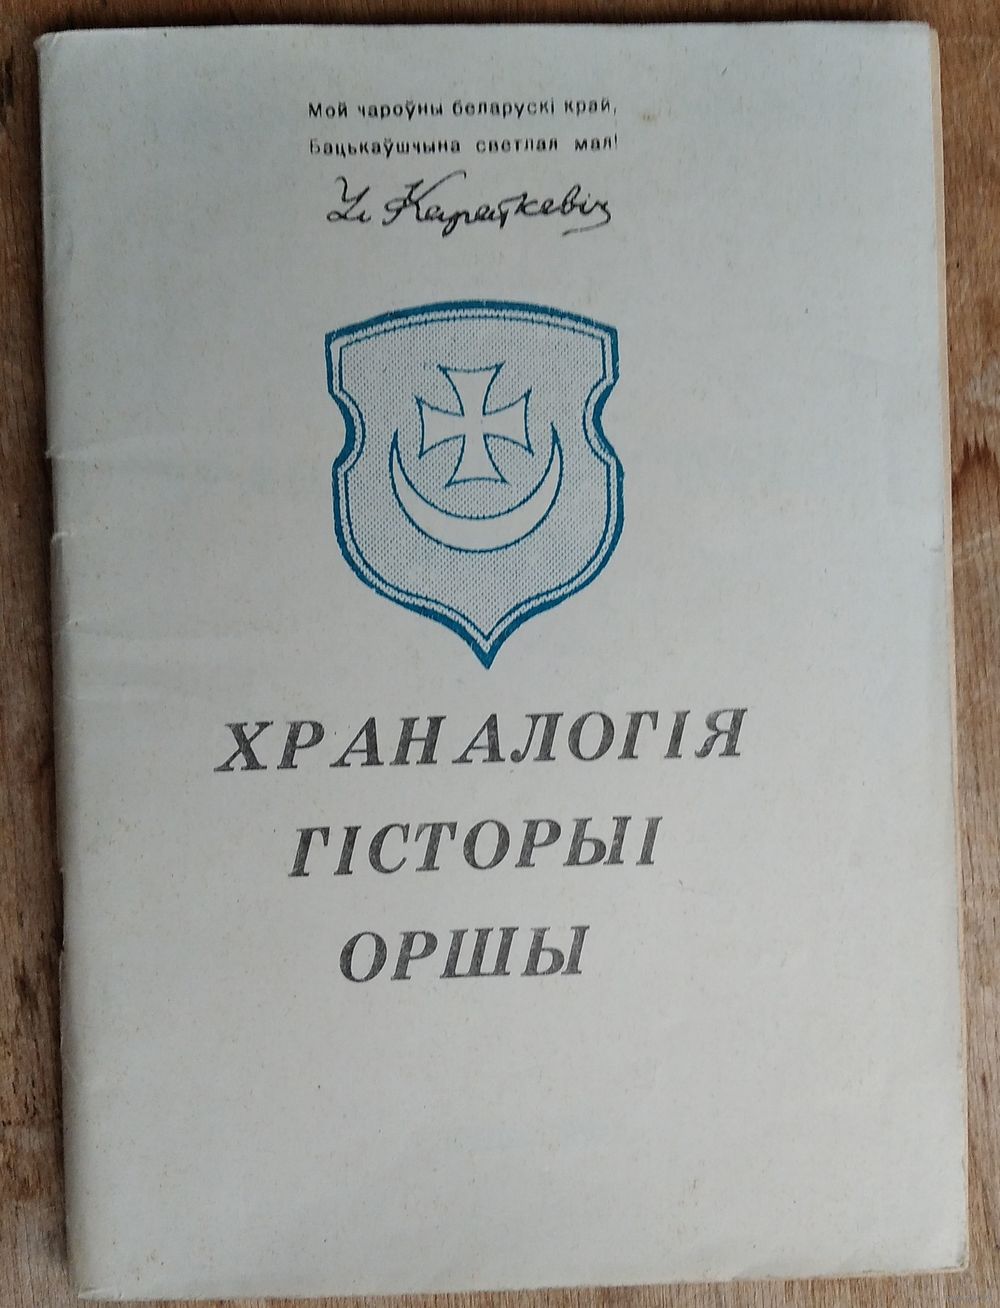 Мой чароўны беларускі край,
Бацькаўшчына светлая мая!
Ул Караткевіч
ХРАНАЛОГІЯ
ГІСТОРЫІ
ОРШЫ